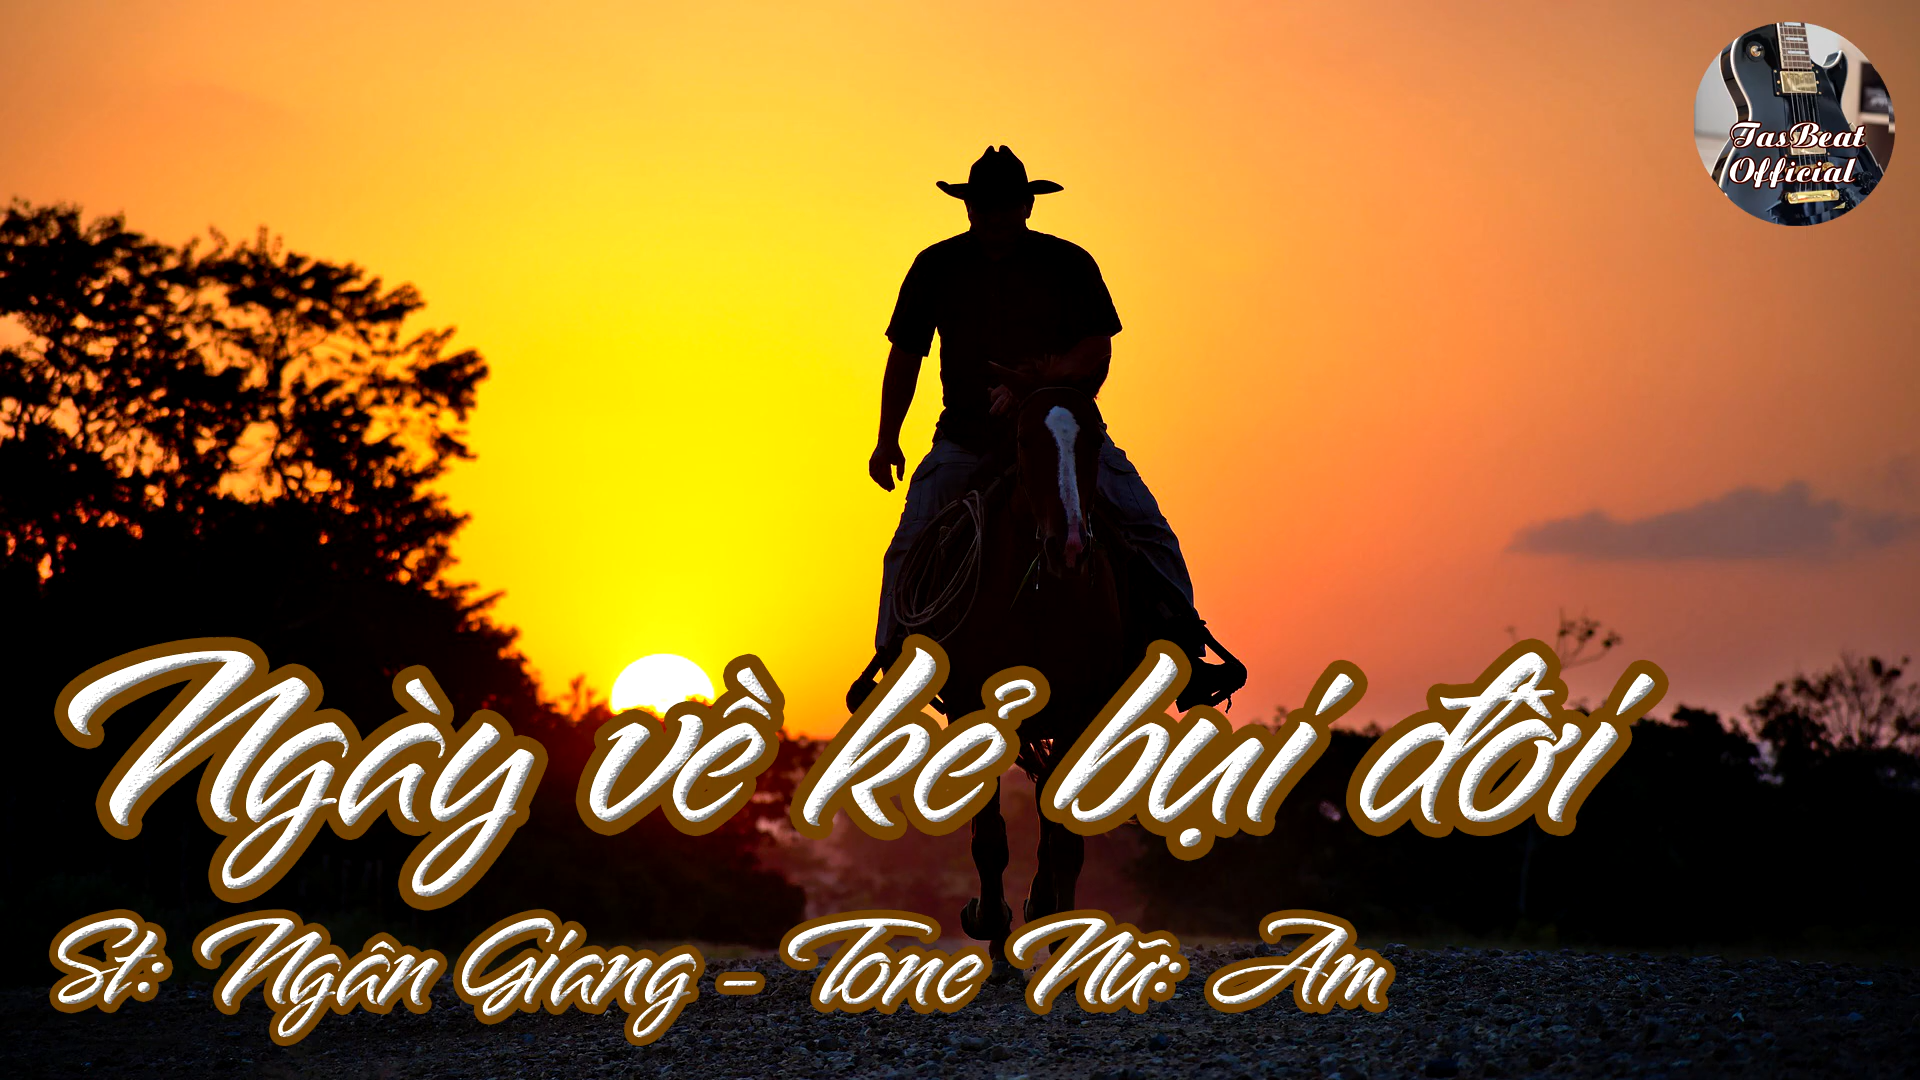 TasBeat
Official
Ngày về kẻ bụi đời
St: Ngân Giang - Tone Nữ: Am